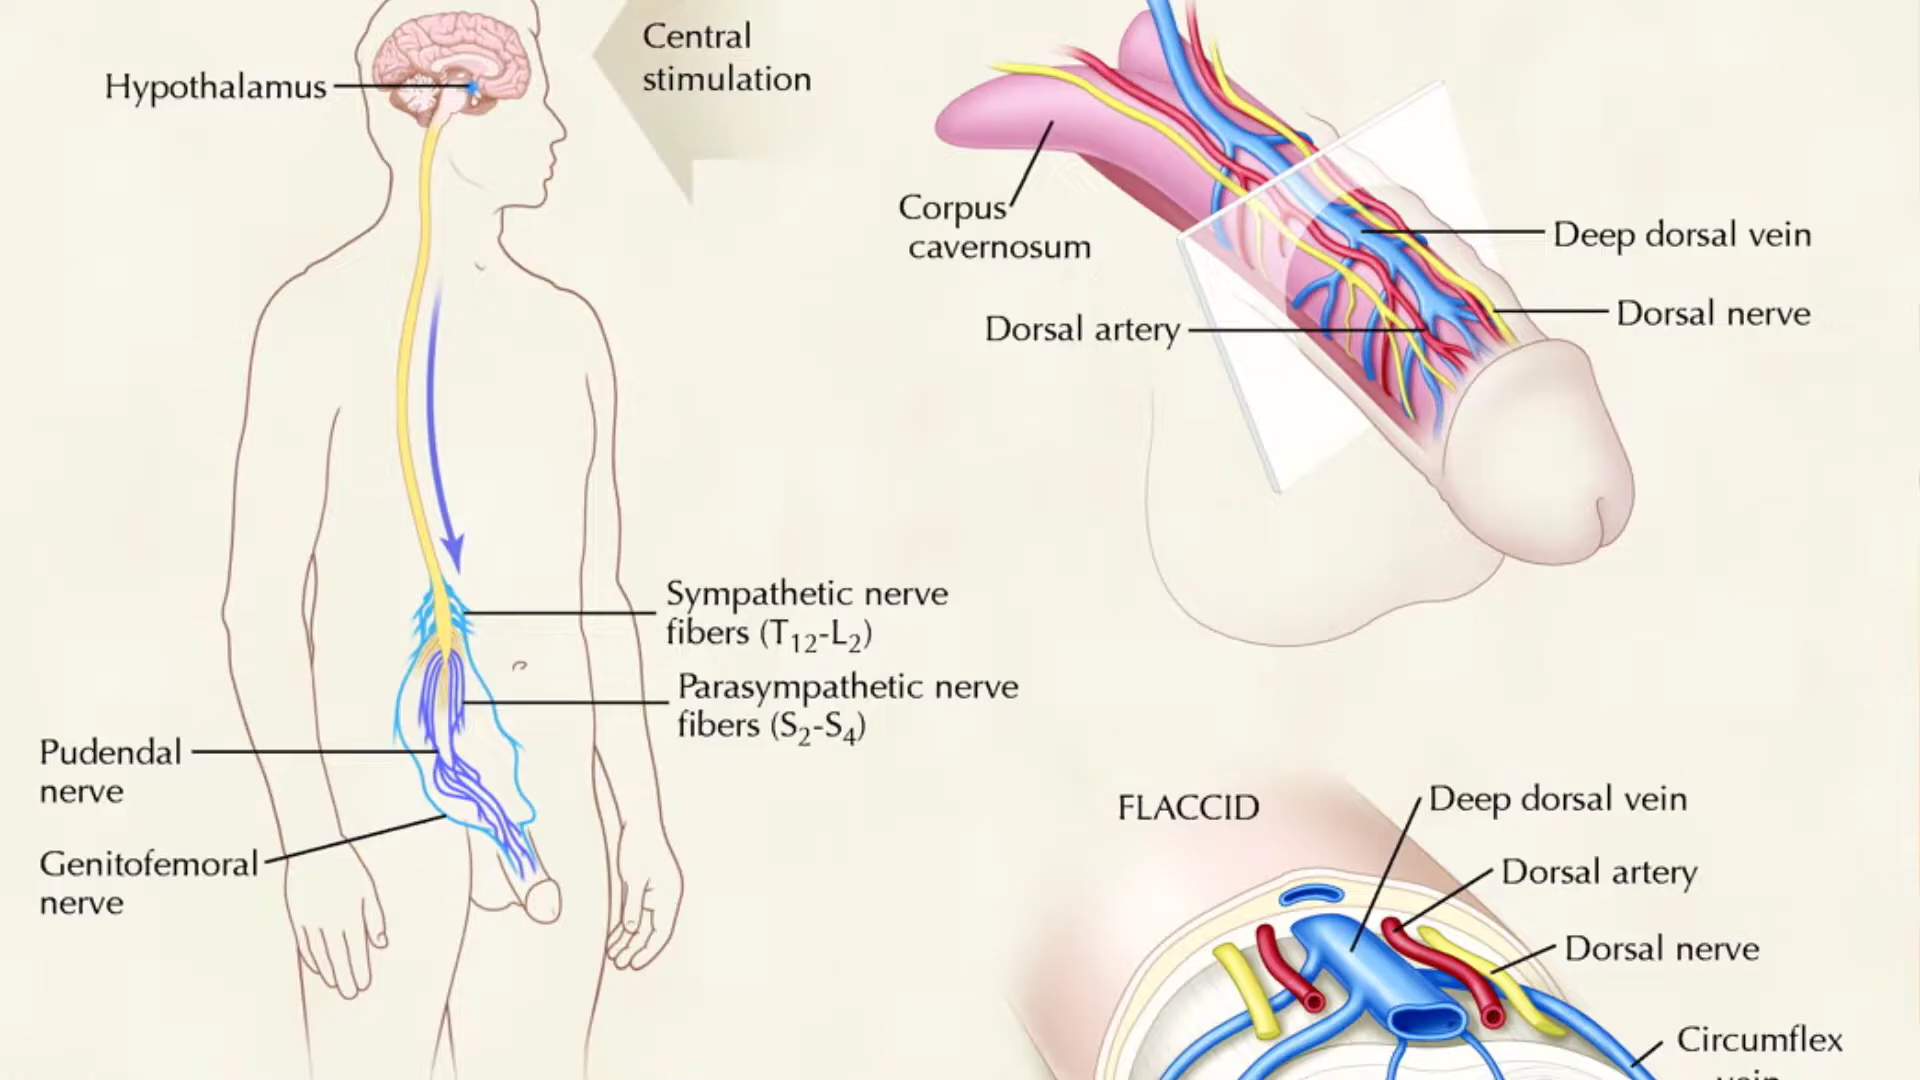 Hypothalamus
Central
stimulation
Corpus
cavernosum
Dorsal artery
Deep dorsal vein
Dorsal nerve
Sympathetic nerve
fibers (T12-L2)
Parasympathetic nerve
fibers (S2-S4)
Pudendal
nerve
Genitofemoral
nerve
FLACCID
Deep dorsal vein
Dorsal artery
Dorsal nerve
Circumflex